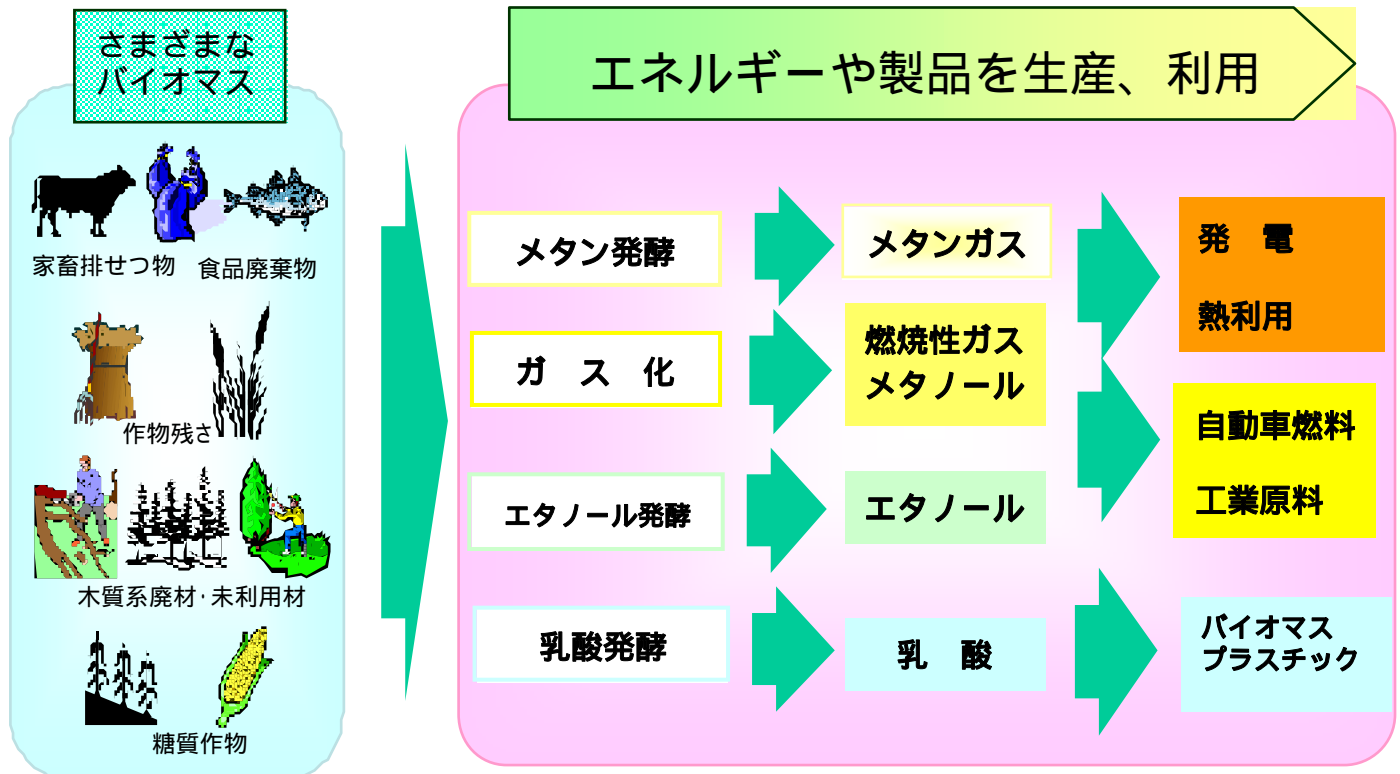 さまざまな
バイオマス
家畜排せつ物
食品廃棄物
作物残さ
木質系廃材･未利用材
糖質作物
エネルギーや製品を生産、利用
メタン発酵
メタンガス
発　電
熱利用
ガ　ス　化
燃焼性ガス
メタノール
自動車燃料
工業原料
エタノール発酵
エタノール
乳酸発酵
乳　酸
バイオマス
プラスチック